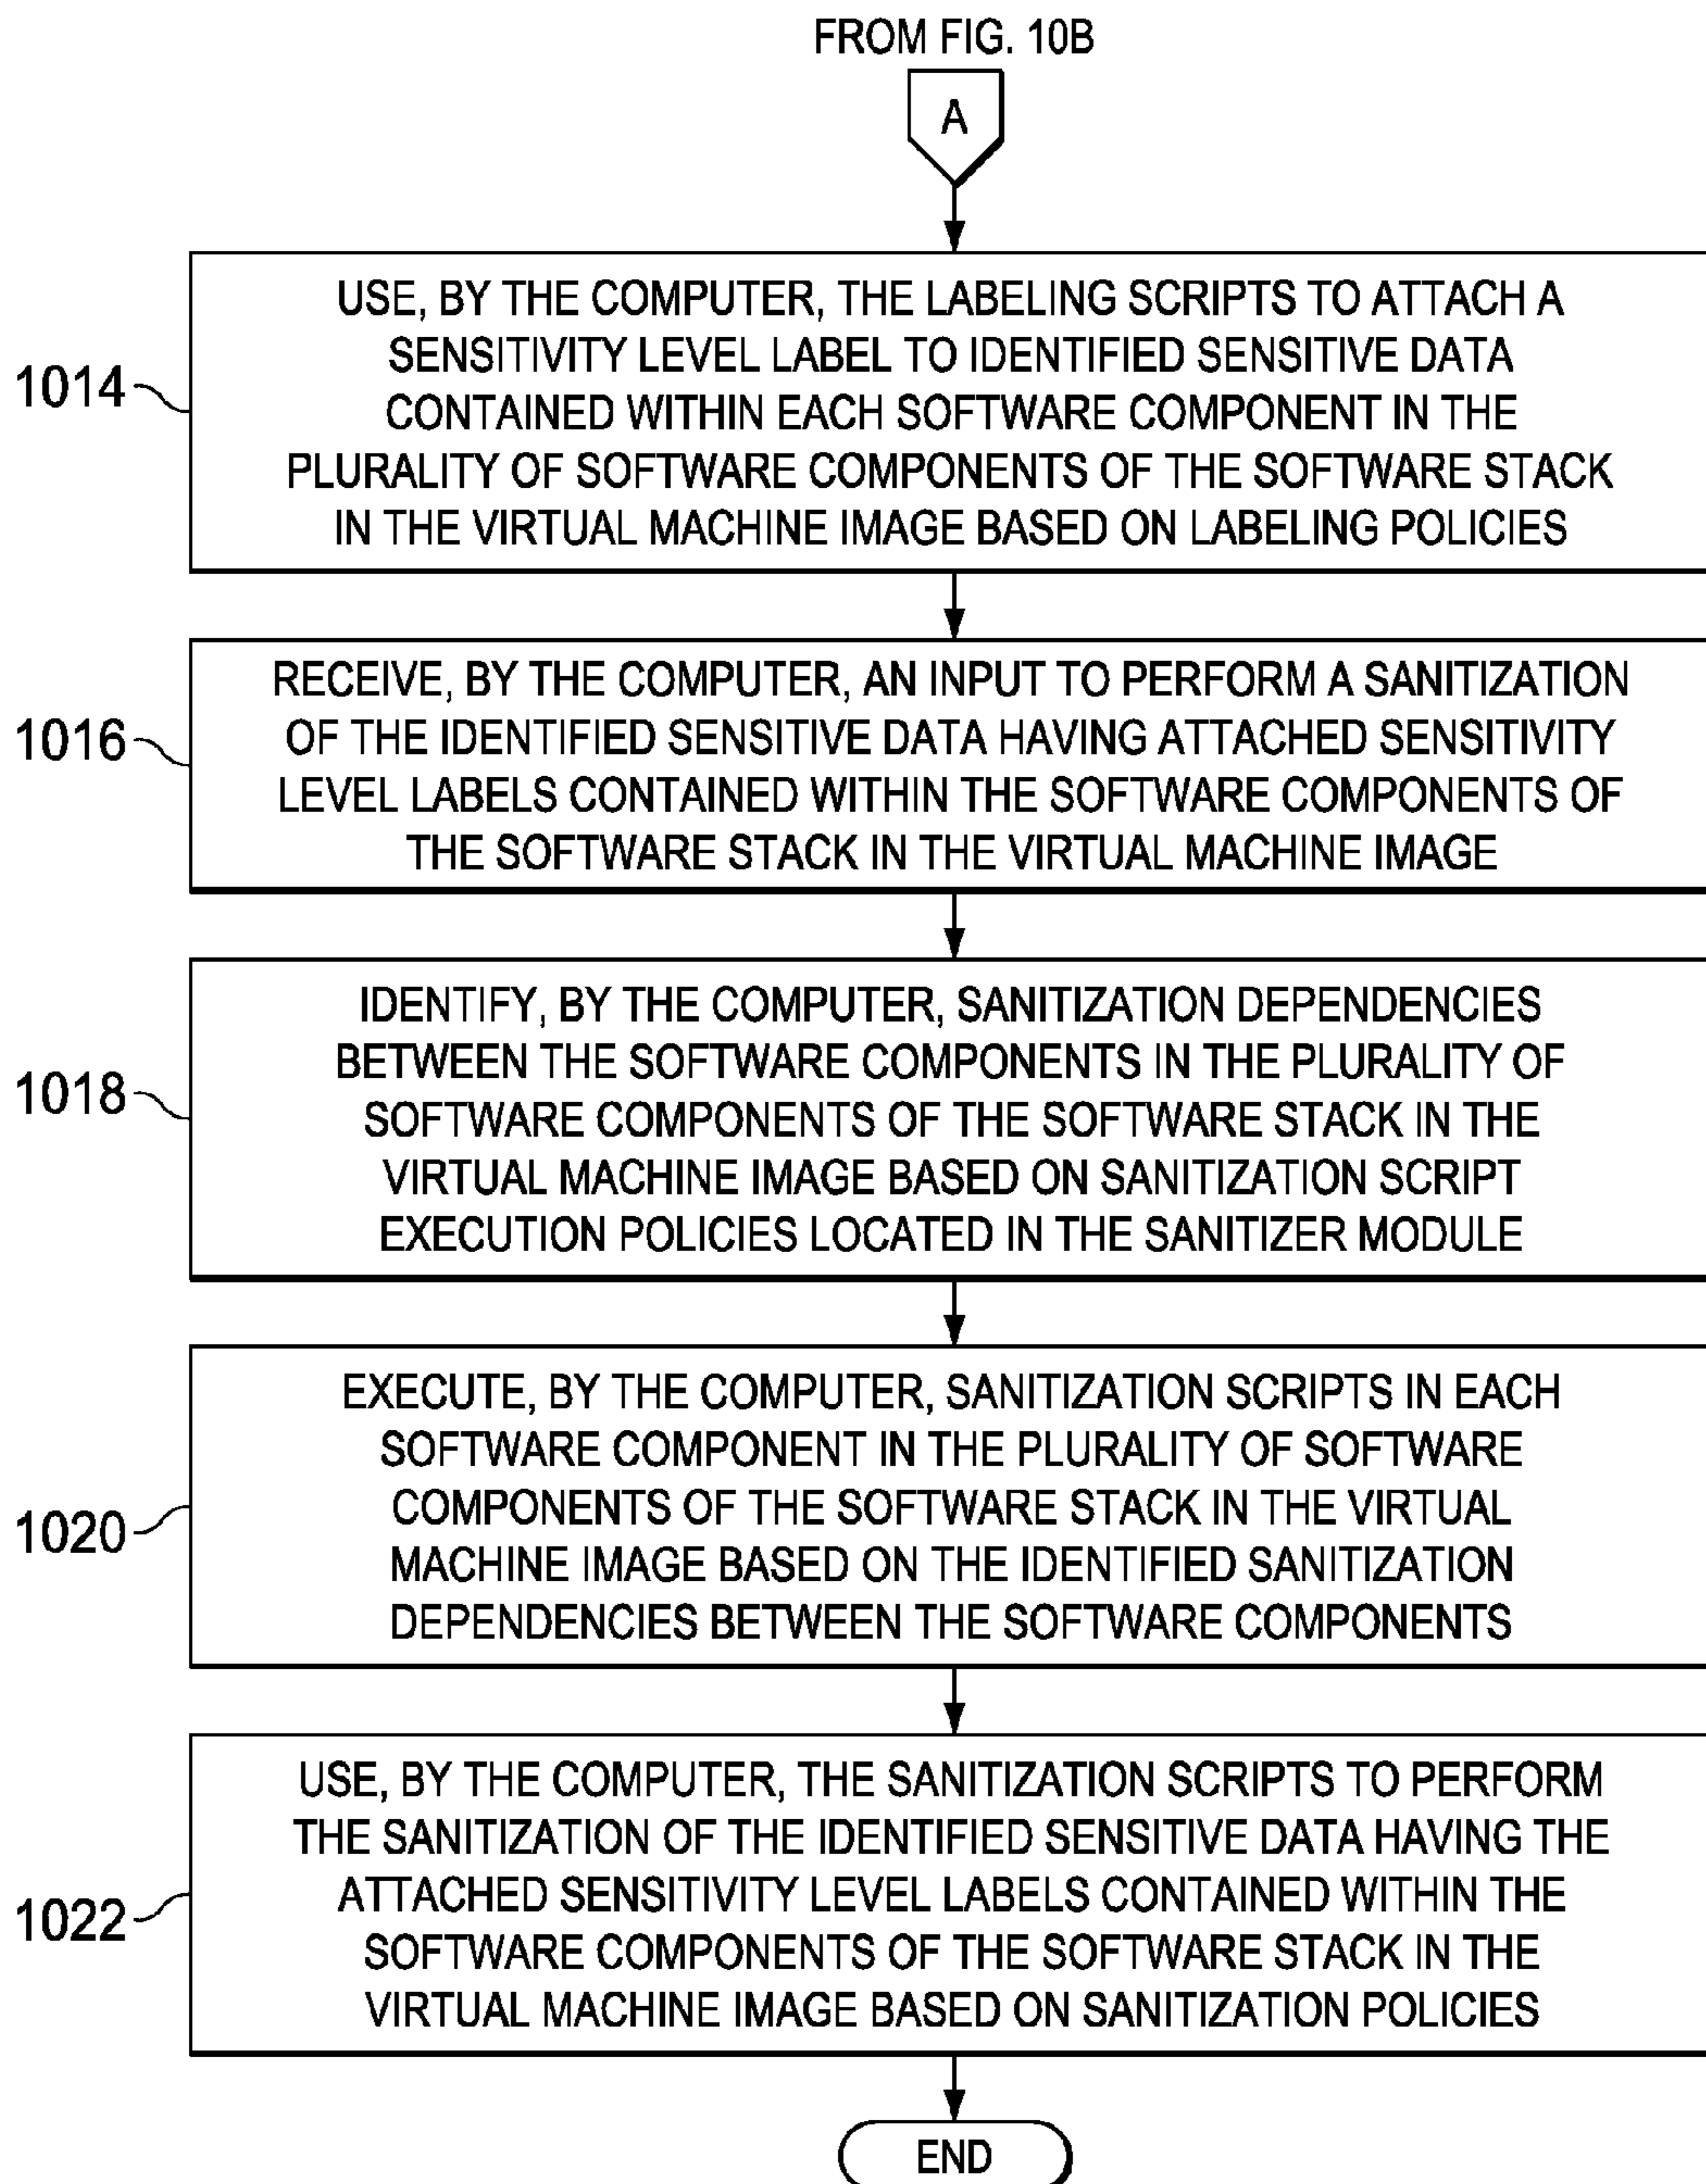 FROM FIG. 10B
A
1014
USE, BY THE COMPUTER, THE LABELING SCRIPTS TO ATTACH A
SENSITIVITY LEVEL LABEL TO IDENTIFIED SENSITIVE DATA
CONTAINED WITHIN EACH SOFTWARE COMPONENT IN THE
PLURALITY OF SOFTWARE COMPONENTS OF THE SOFTWARE STACK
IN THE VIRTUAL MACHINE IMAGE BASED ON LABELING POLICIES
1016
RECEIVE, BY THE COMPUTER, AN INPUT TO PERFORM A SANITIZATION
OF THE IDENTIFIED SENSITIVE DATA HAVING ATTACHED SENSITIVITY
LEVEL LABELS CONTAINED WITHIN THE SOFTWARE COMPONENTS OF
THE SOFTWARE STACK IN THE VIRTUAL MACHINE IMAGE
1018
IDENTIFY, BY THE COMPUTER, SANITIZATION DEPENDENCIES
BETWEEN THE SOFTWARE COMPONENTS IN THE PLURALITY OF
SOFTWARE COMPONENTS OF THE SOFTWARE STACK IN THE
VIRTUAL MACHINE IMAGE BASED ON SANITIZATION SCRIPT
EXECUTION POLICIES LOCATED IN THE SANITIZER MODULE
1020
EXECUTE, BY THE COMPUTER, SANITIZATION SCRIPTS IN EACH
SOFTWARE COMPONENT IN THE PLURALITY OF SOFTWARE
COMPONENTS OF THE SOFTWARE STACK IN THE VIRTUAL
MACHINE IMAGE BASED ON THE IDENTIFIED SANITIZATION
DEPENDENCIES BETWEEN THE SOFTWARE COMPONENTS
1022
USE, BY THE COMPUTER, THE SANITIZATION SCRIPTS TO PERFORM
THE SANITIZATION OF THE IDENTIFIED SENSITIVE DATA HAVING THE
ATTACHED SENSITIVITY LEVEL LABELS CONTAINED WITHIN THE
SOFTWARE COMPONENTS OF THE SOFTWARE STACK IN THE
VIRTUAL MACHINE IMAGE BASED ON SANITIZATION POLICIES
END